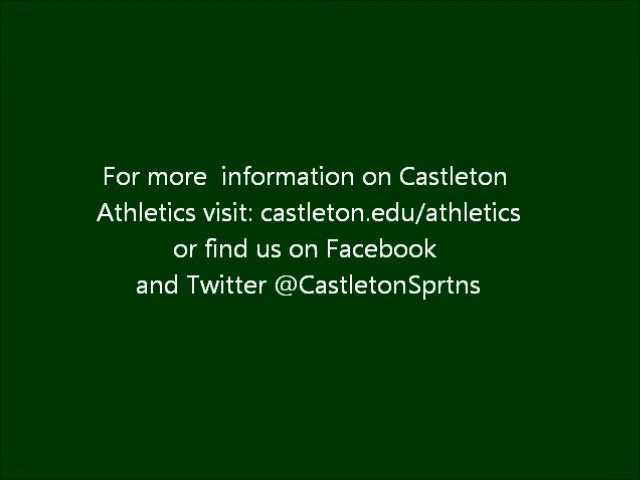 For more  information on Castleton
Athletics visit: castleton.edu/athletics
or find us on Facebook
and Twitter @CastletonSprtns